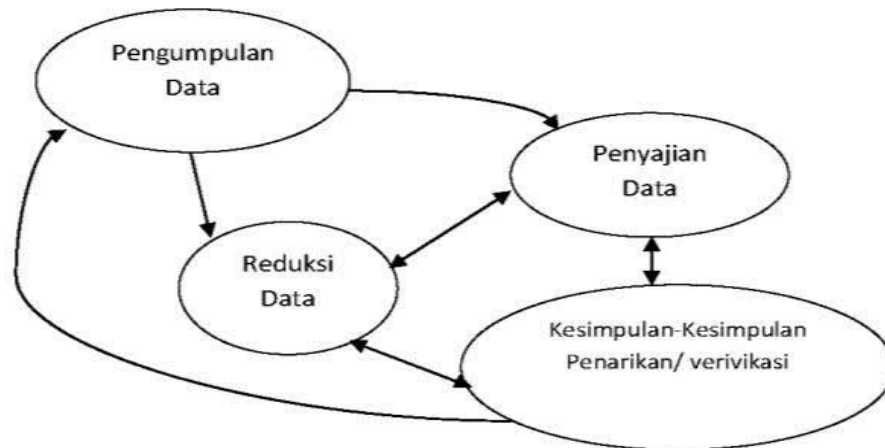 Pengumpulan
Data
Penyajian
Data
Reduksi
Data
Kesimpulan-Kesimpulan
Penarikan/ verivikasi